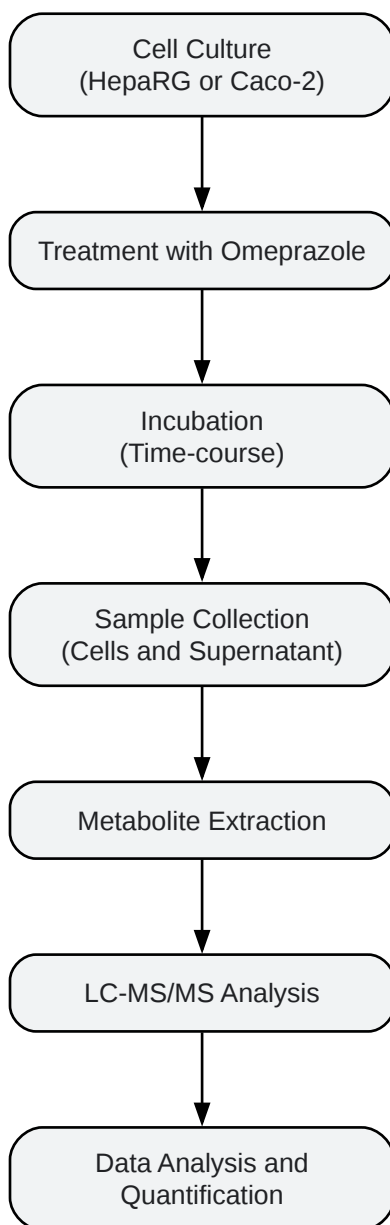 Cell Culture
(HepaRG or Caco-2)
Treatment with Omeprazole
Incubation
(Time-course)
Sample Collection
(Cells and Supernatant)
Metabolite Extraction
LC-MS/MS Analysis
Data Analysis and
Quantification